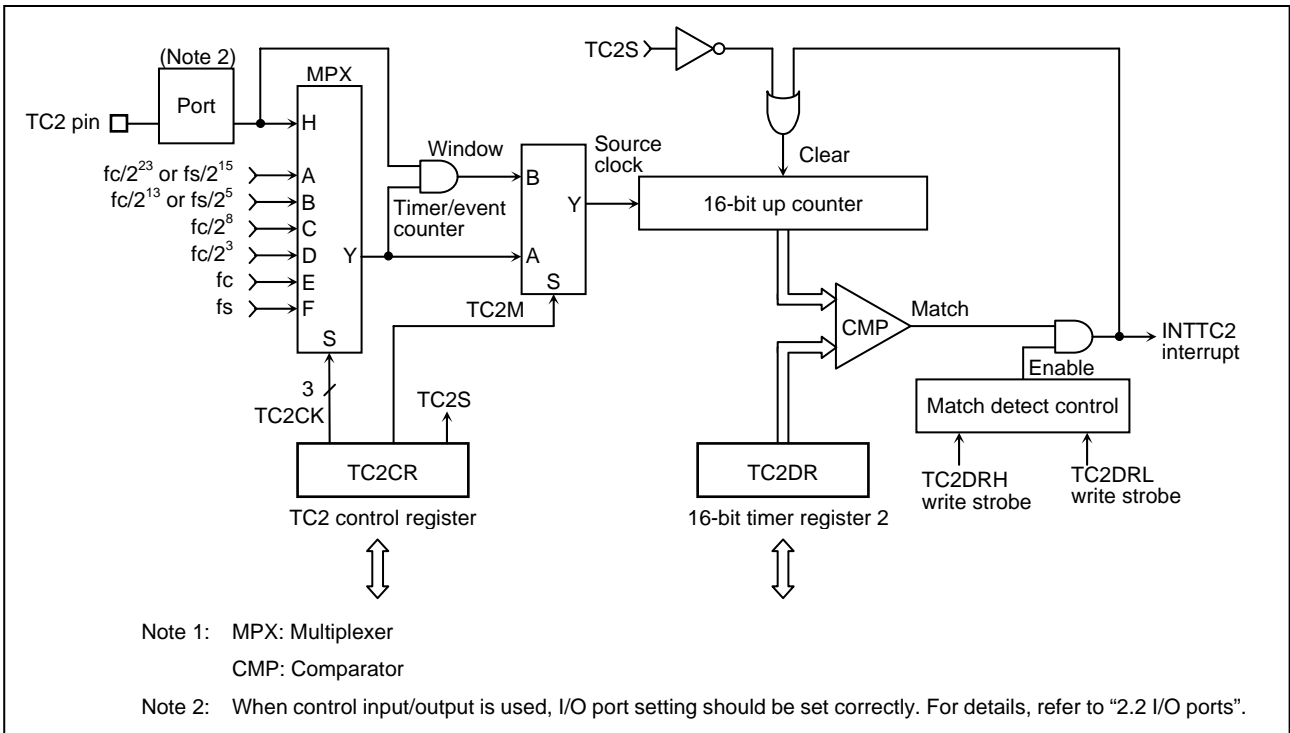 (Note 2)
Port
TC2 pin
MPX
H
fc/2^23 or fs/2^15
A
fc/2^13 or fs/2^5
B
fc/2^8
C
fc/2^3
D
Y
fc
E
fs
F
S
3
TC2CK
Window
Timer/event
counter
B
Y
A
S
TC2M
TC2S
TC2CR
TC2 control register
Source
clock
TC2S
Clear
16-bit up counter
CMP
Match
Enable
INTTC2
interrupt
Match detect control
TC2DRH
write strobe
TC2DRL
write strobe
TC2DR
16-bit timer register 2
Note 1: MPX: Multiplexer
CMP: Comparator
Note 2: When control input/output is used, I/O port setting should be set correctly. For details, refer to “2.2 I/O ports”.